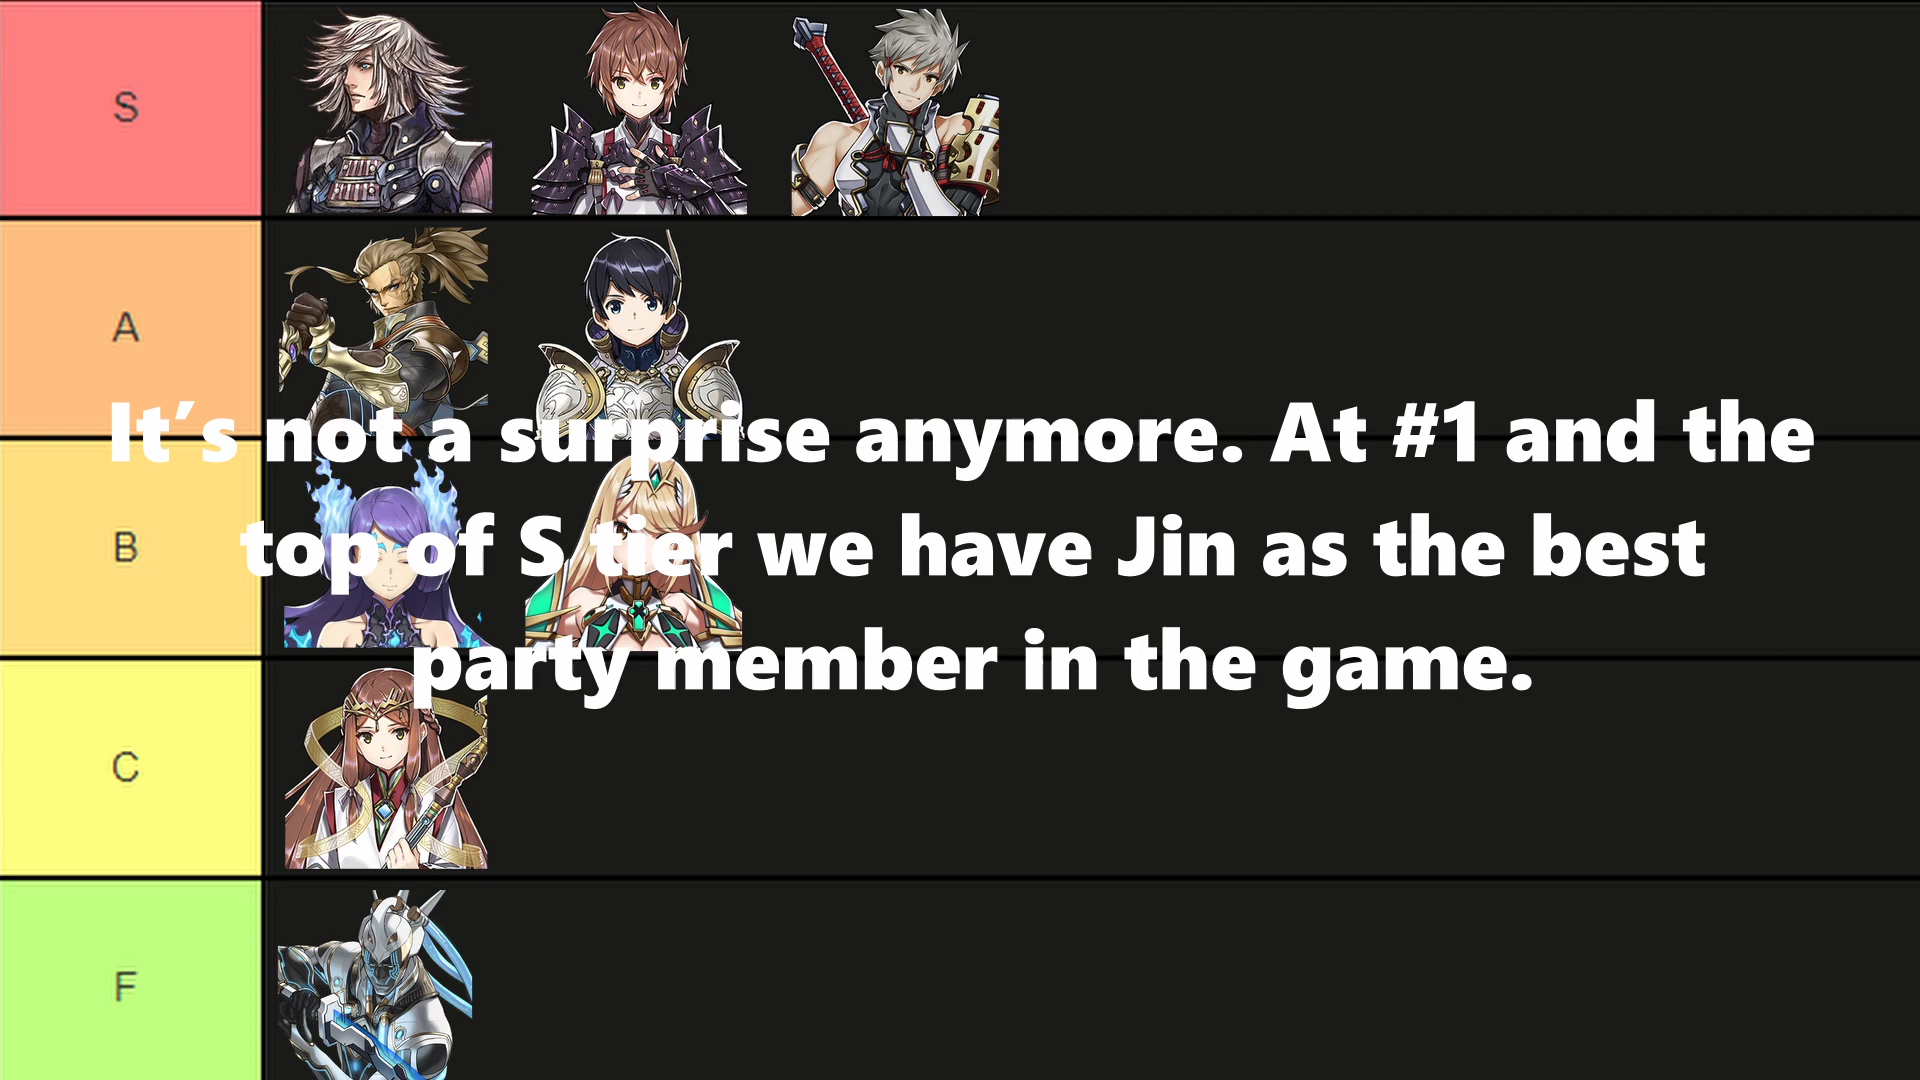 S
A
It's not a surprise anymore. At #1 and the
B
top of S tier we have Jin as the best
party member in the game.
C
F